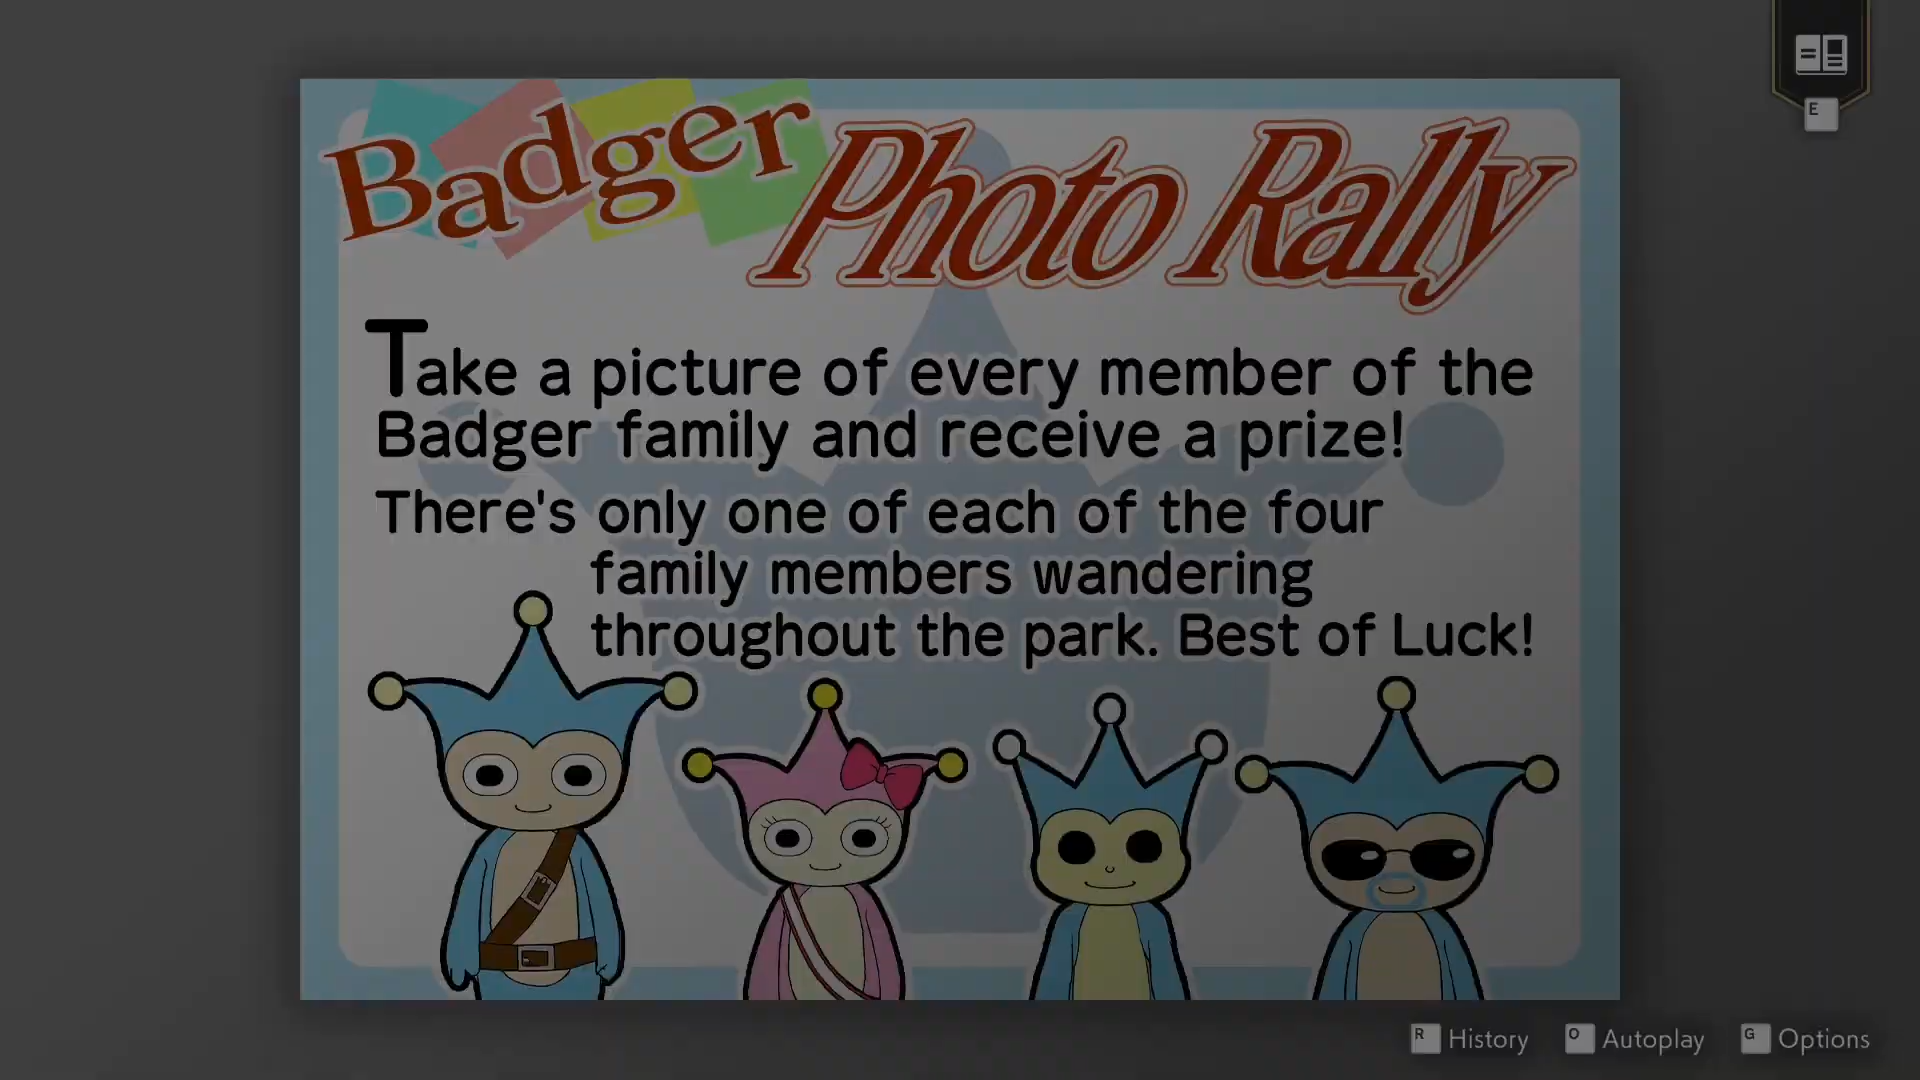 E
Badger
Photo Rally
Take a picture of every member of the
Badger family and receive a prize!
There's only one of each of the four
family members wandering
throughout the park. Best of Luck!
R History O Autoplay G Options